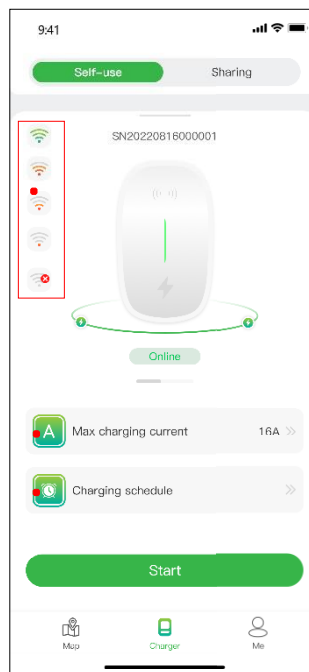 9:41
Self-use Sharing
SN20220816000001
Online
A Max charging current 16A
Charging schedule
Start
Map Charger Me